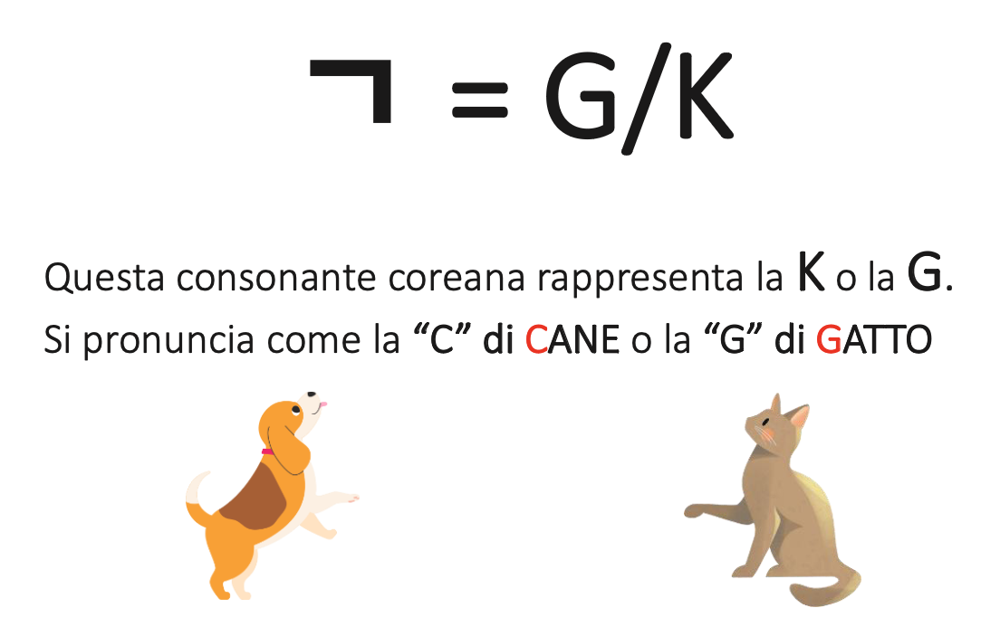 ㄱ = G/K
Questa consonante coreana rappresenta la K o la G.
Si pronuncia come la “C” di CANE o la “G” di GATTO